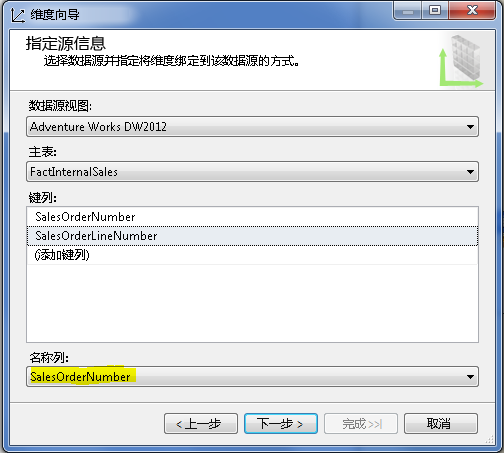 维度向导
指定源信息
选择数据源并指定将维度绑定到该数据源的方式。
数据源视图:
Adventure Works DW2012
主表:
FactInternalSales
键列:
SalesOrderNumber
SalesOrderLineNumber
(添加键列)
名称列:
SalesOrderNumber
< 上一步 下一步 > 完成 >>| 取消